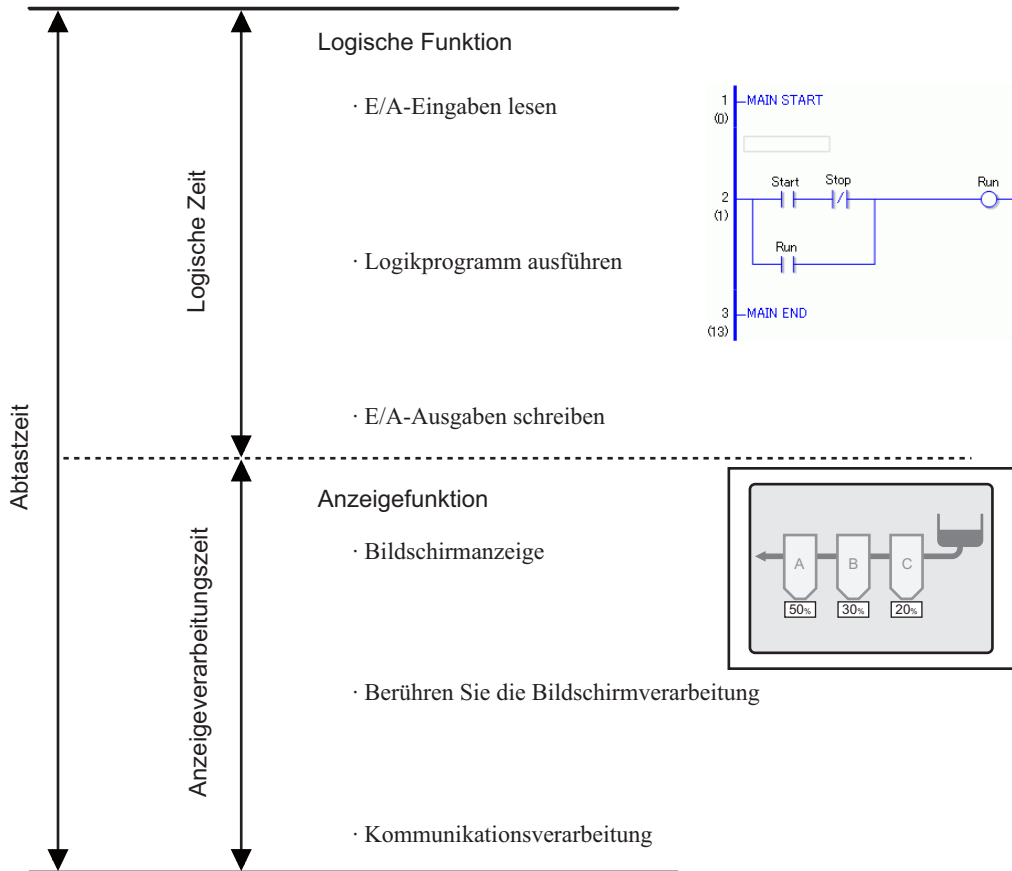 Abtastzeit
Logische Zeit
Logische Funktion
· E/A-Eingaben lesen
· Logikprogramm ausführen
· E/A-Ausgaben schreiben
1 MAIN START
(0)
Start Stop Run
2
(1)
Run
3 MAIN END
(13)
Anzeigeverarbeitungszeit
Anzeigefunktion
· Bildschirmanzeige
· Berühren Sie die Bildschirmverarbeitung
· Kommunikationsverarbeitung
A B C
50% 30% 20%